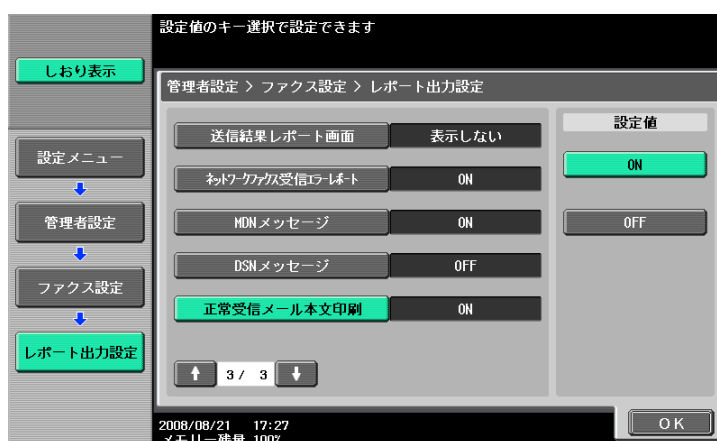 設定値のキー選択で設定できます
しおり表示
管理者設定 > ファクス設定 > レポート出力設定
設定メニュー
管理者設定
ファクス設定
レポート出力設定
送信結果レポート画面 表示しない
ネットワークファクス受信エラーレポート ON
MDNメッセージ ON
DSNメッセージ OFF
正常受信メール本文印刷 ON
3/ 3
設定値
ON
OFF
2008/08/21 17:27
メモリー残量 100%
OK